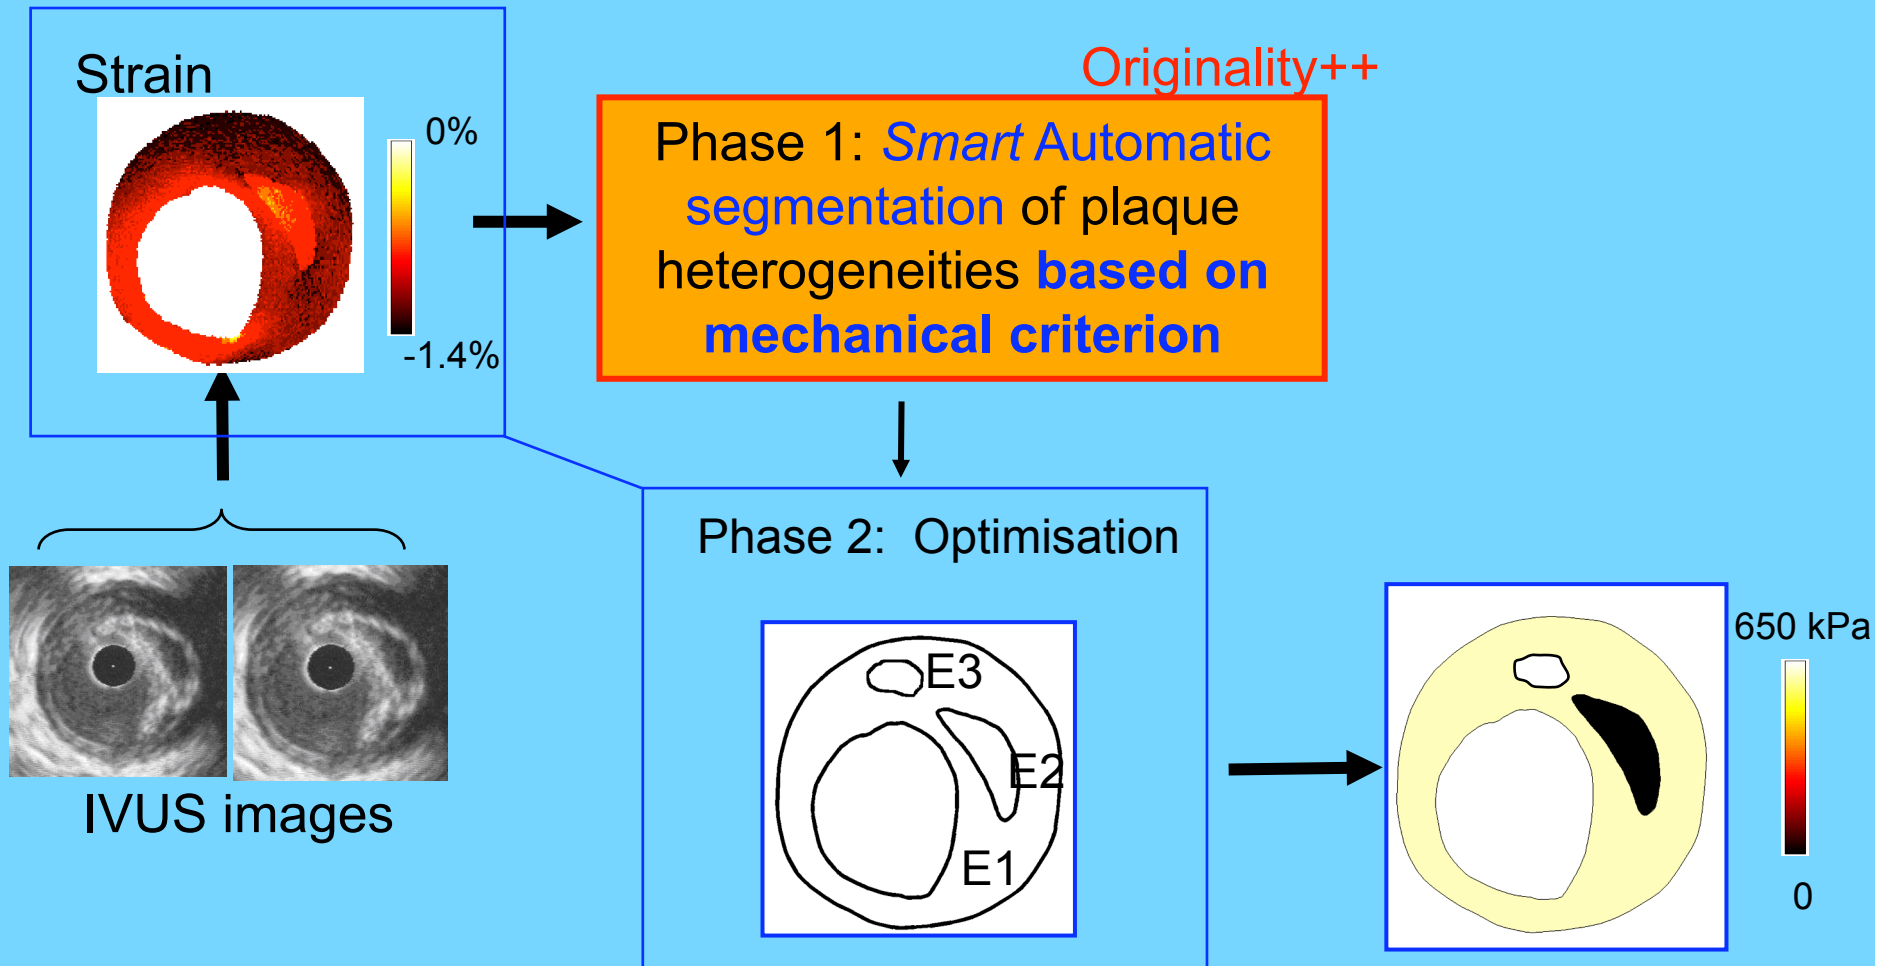 Strain
0%
-1.4%
Originality++
Phase 1: Smart Automatic
segmentation of plaque
heterogeneities based on
mechanical criterion
IVUS images
Phase 2: Optimisation
E3
E2
E1
650 kPa
0